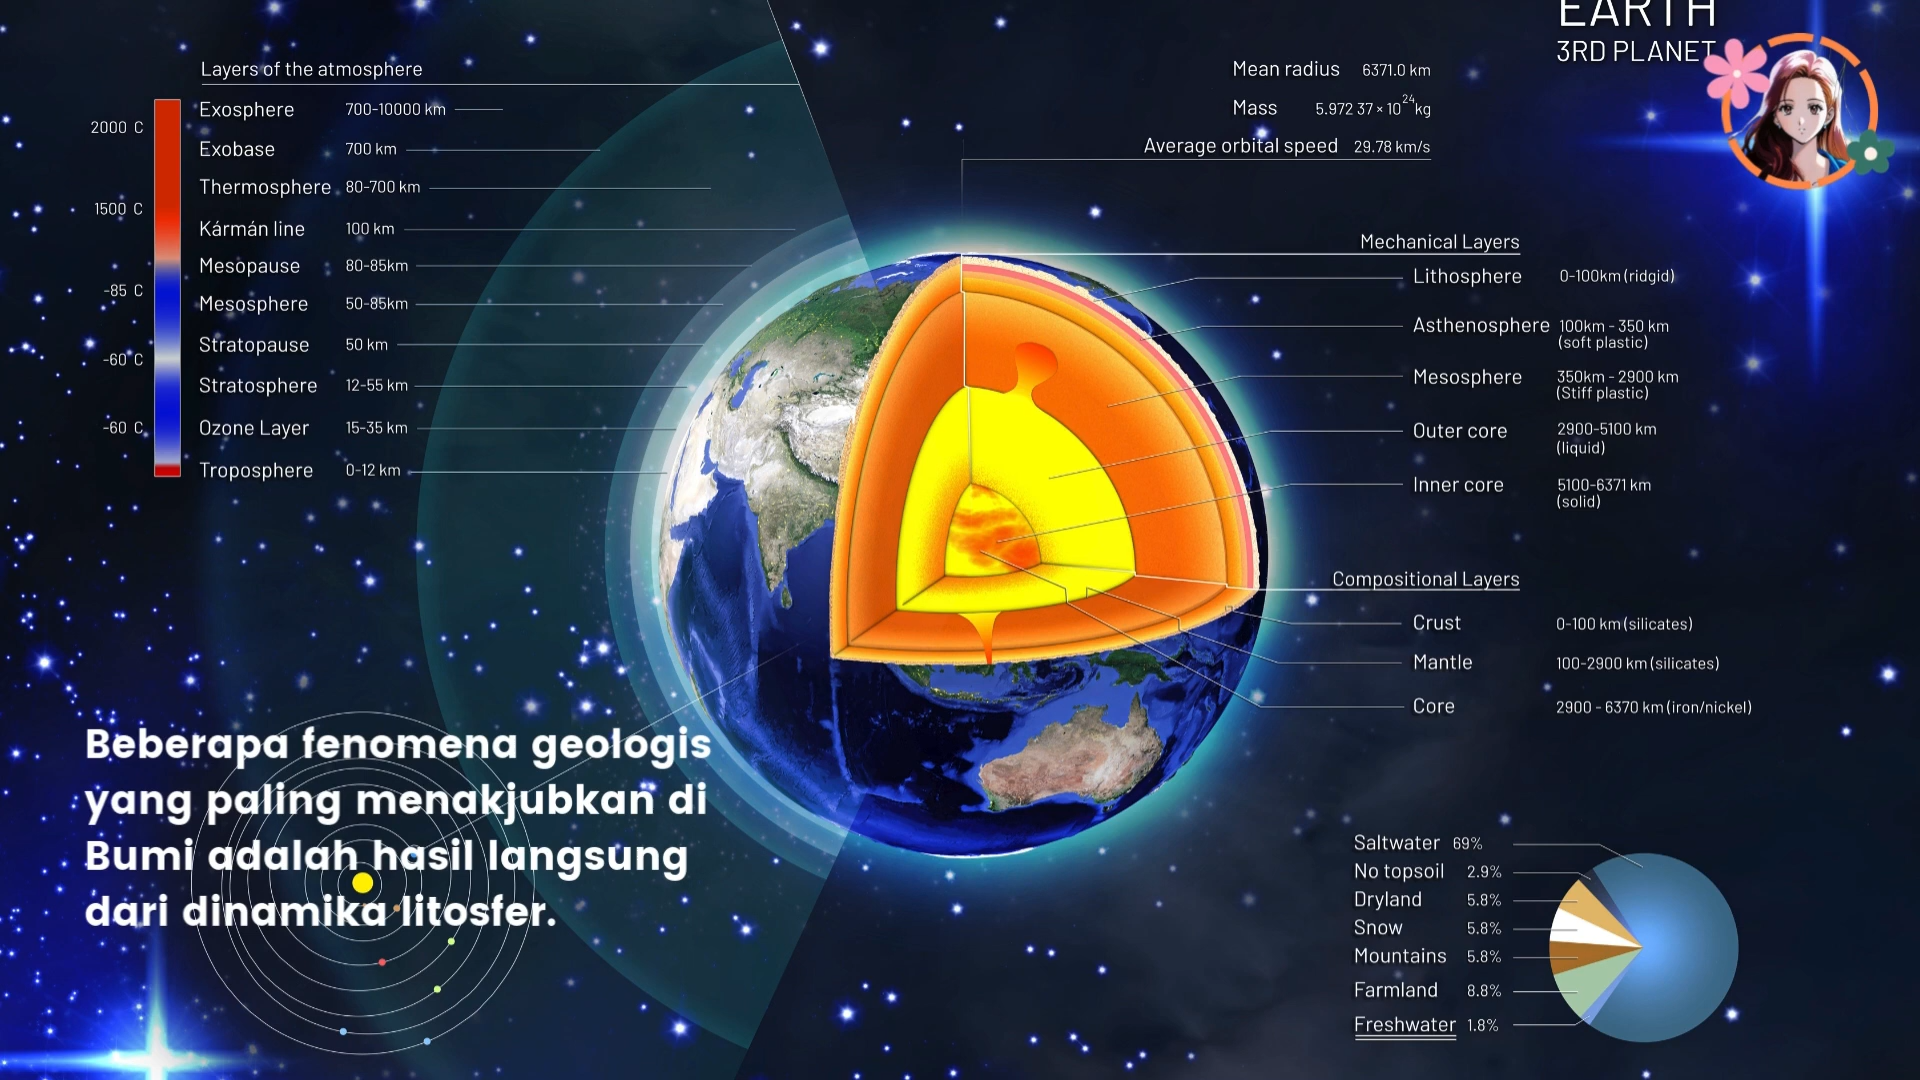 EARTH
3RD PLANET
Layers of the atmosphere
2000 C
1500 C
-85 C
-60 C
-60 C
Exosphere 700-10000 km
Exobase 700 km
Thermosphere 80-700 km
Kármán line 100 km
Mesopause 80-85km
Mesosphere 50-85km
Stratopause 50 km
Stratosphere 12-55 km
Ozone Layer 15-35 km
Troposphere 0-12 km
Mean radius 6371.0 km
Mass 5.972 37 × 10²⁴kg
Average orbital speed 29.78 km/s
Mechanical Layers
Lithosphere 0-100km (ridgid)
Asthenosphere 100km - 350 km
(soft plastic)
Mesosphere 350km - 2900 km
(Stiff plastic)
Outer core 2900-5100 km
(liquid)
Inner core 5100-6371 km
(solid)
Compositional Layers
Crust 0-100 km (silicates)
Mantle 100-2900 km (silicates)
Core 2900 - 6370 km (iron/nickel)
Beberapa fenomena geologis
yang paling menakjubkan di
Bumi adalah hasil langsung
dari dinamika litosfer.
Saltwater 69%
No topsoil 2.9%
Dryland 5.8%
Snow 5.8%
Mountains 5.8%
Farmland 8.8%
Freshwater 1.8%